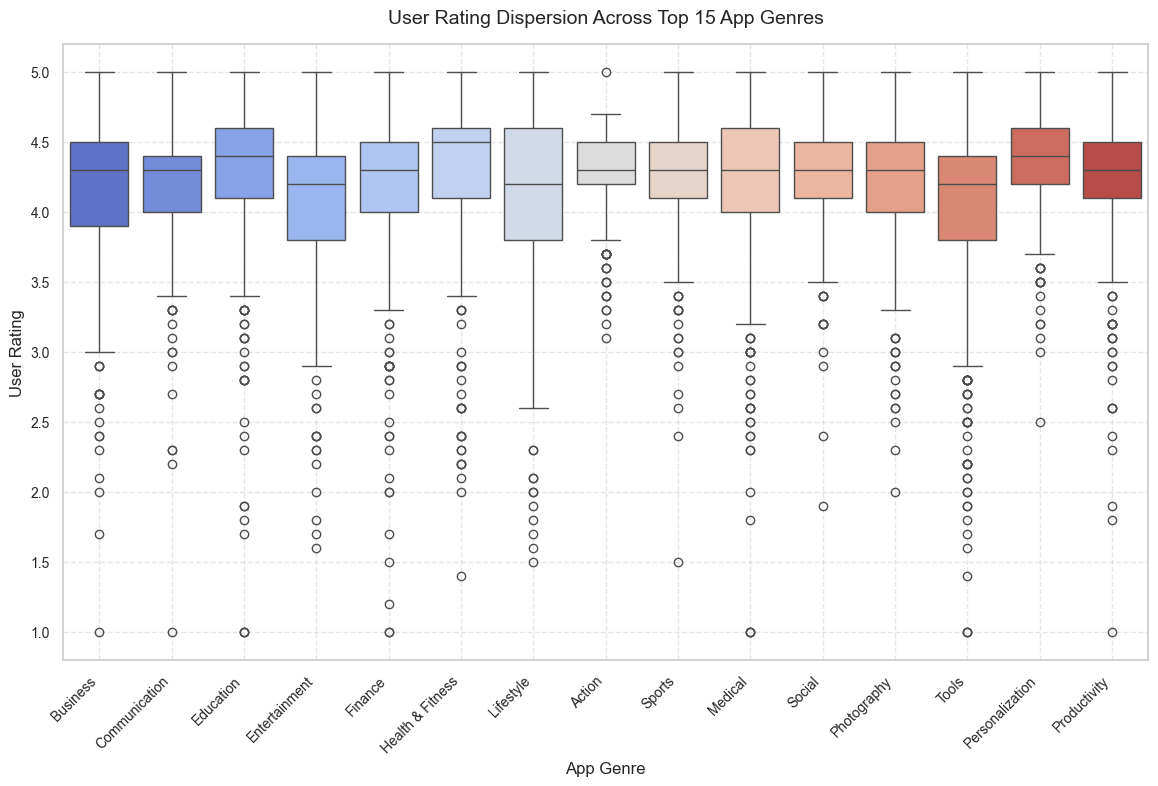 User Rating Dispersion Across Top 15 App Genres
User Rating
5.0
4.5
4.0
3.5
3.0
2.5
2.0
1.5
1.0
Business
Communication
Education
Entertainment
Finance
Health & Fitness
Lifestyle
Action
Sports
Medical
Social
Photography
Tools
Personalization
Productivity
App Genre